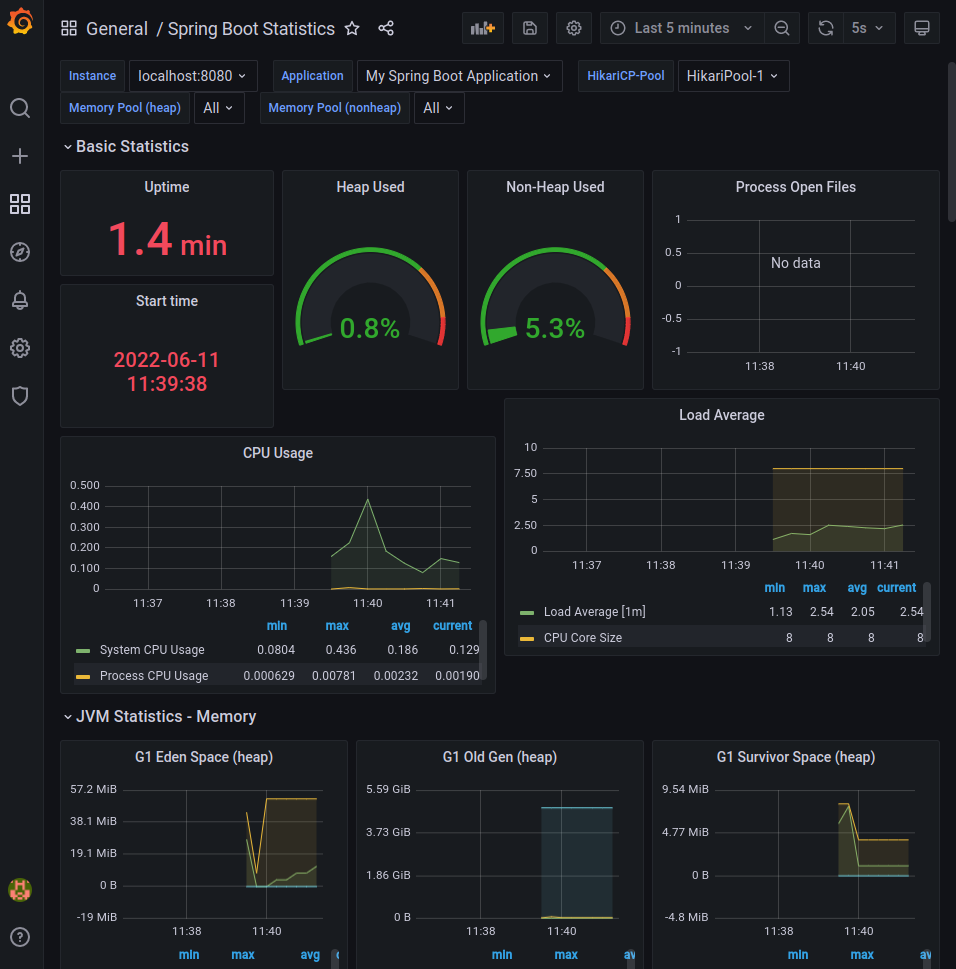 General / Spring Boot Statistics
Last 5 minutes
5s
Instance
localhost:8080
Application
My Spring Boot Application
HikariCP-Pool
HikariPool-1
Memory Pool (heap)
All
Memory Pool (nonheap)
All
Basic Statistics
Uptime
1.4 min
Start time
2022-06-11
11:39:38
Heap Used
0.8%
Non-Heap Used
5.3%
Process Open Files
1
0.5
0
-0.5
-1
No data
11:38 11:40
CPU Usage
0.500
0.400
0.300
0.200
0.100
0
11:37 11:38 11:39 11:40 11:41
min max avg current
System CPU Usage 0.0804 0.436 0.186 0.129
Process CPU Usage 0.000629 0.00781 0.00232 0.00190
Load Average
10
7.50
5
2.50
0
11:37 11:38 11:39 11:40 11:41
min max avg current
Load Average [1m] 1.13 2.54 2.05 2.54
CPU Core Size 8 8 8 8
JVM Statistics - Memory
G1 Eden Space (heap)
57.2 MiB
38.1 MiB
19.1 MiB
0 B
-19 MiB
11:38 11:40
min max avg
G1 Old Gen (heap)
5.59 GiB
3.73 GiB
1.86 GiB
0 B
11:38 11:40
min max
G1 Survivor Space (heap)
9.54 MiB
4.77 MiB
0 B
-4.8 MiB
11:38 11:40
min max